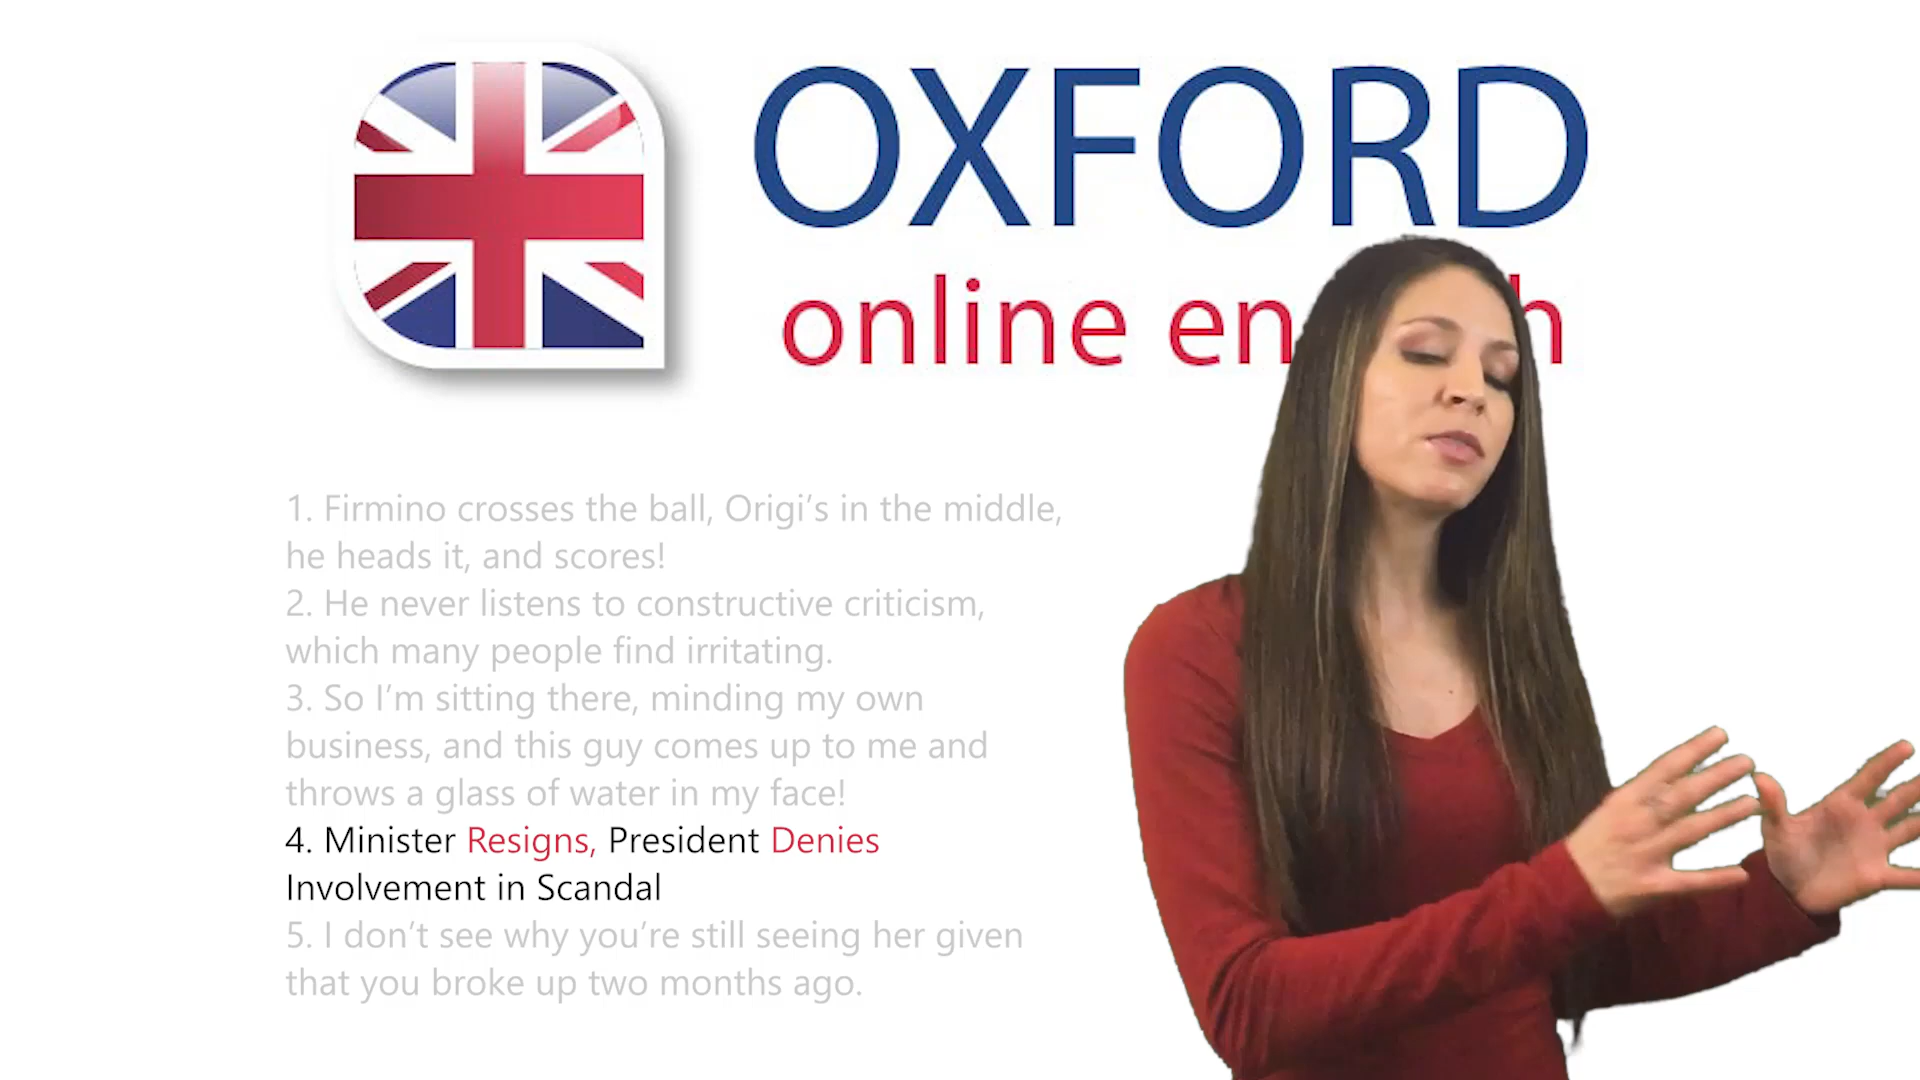 OXFORD
online en h
1. Firmino crosses the ball, Origi’s in the middle,
he heads it, and scores!
2. He never listens to constructive criticism,
which many people find irritating.
3. So I’m sitting there, minding my own
business, and this guy comes up to me and
throws a glass of water in my face!
4. Minister Resigns, President Denies
Involvement in Scandal
5. I don’t see why you’re still seeing her given
that you broke up two months ago.